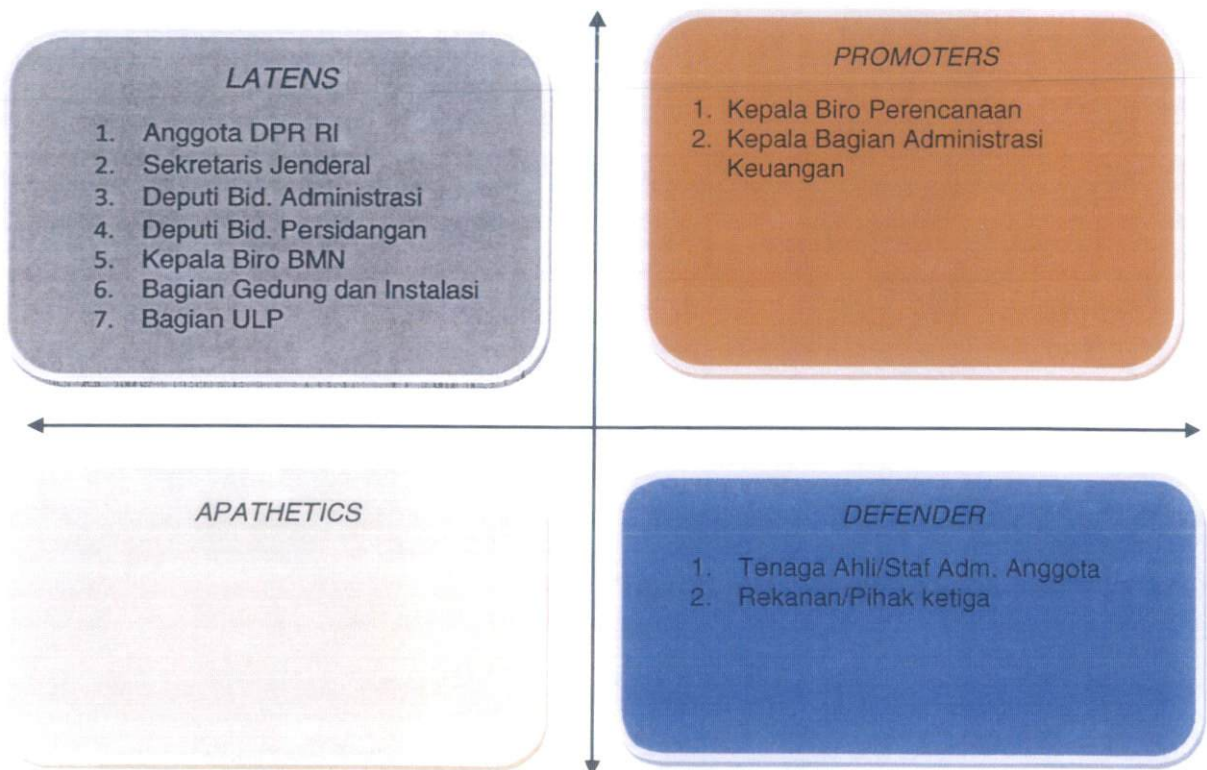 LATENS
1. Anggota DPR RI
2. Sekretaris Jenderal
3. Deputi Bid. Administrasi
4. Deputi Bid. Persidangan
5. Kepala Biro BMN
6. Bagian Gedung dan Instalasi
7. Bagian ULP
PROMOTERS
1. Kepala Biro Perencanaan
2. Kepala Bagian Administrasi
Keuangan
APATHETICS
DEFENDER
1. Tenaga Ahli/Staf Adm. Anggota
2. Rekanan/Pihak ketiga